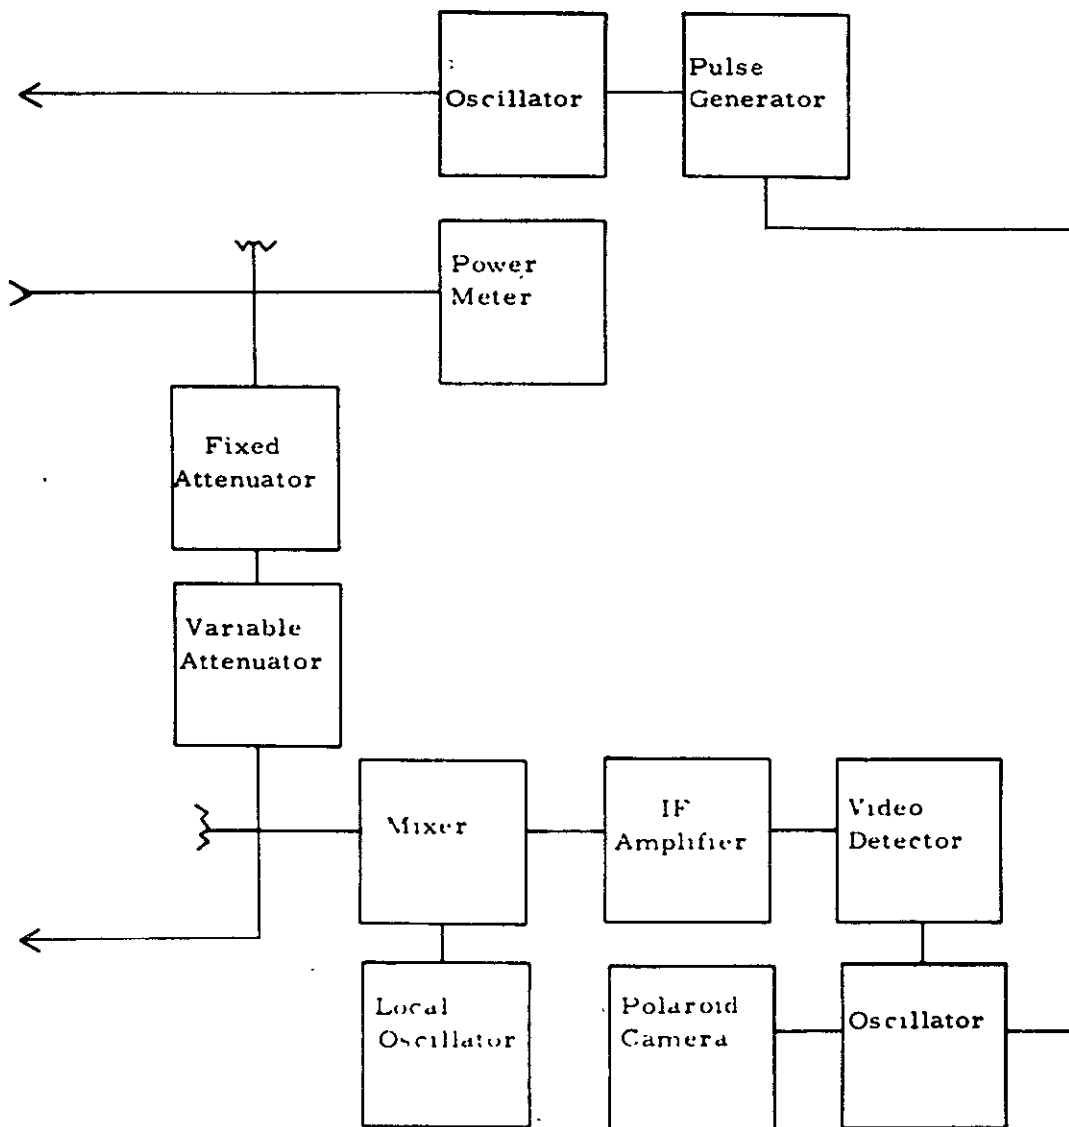 Oscillator
Pulse
Generator
Power
Meter
Fixed
Attenuator
Variable
Attenuator
Mixer
IF
Amplifier
Video
Detector
Local
Oscillator
Polaroid
Camera
Oscillator